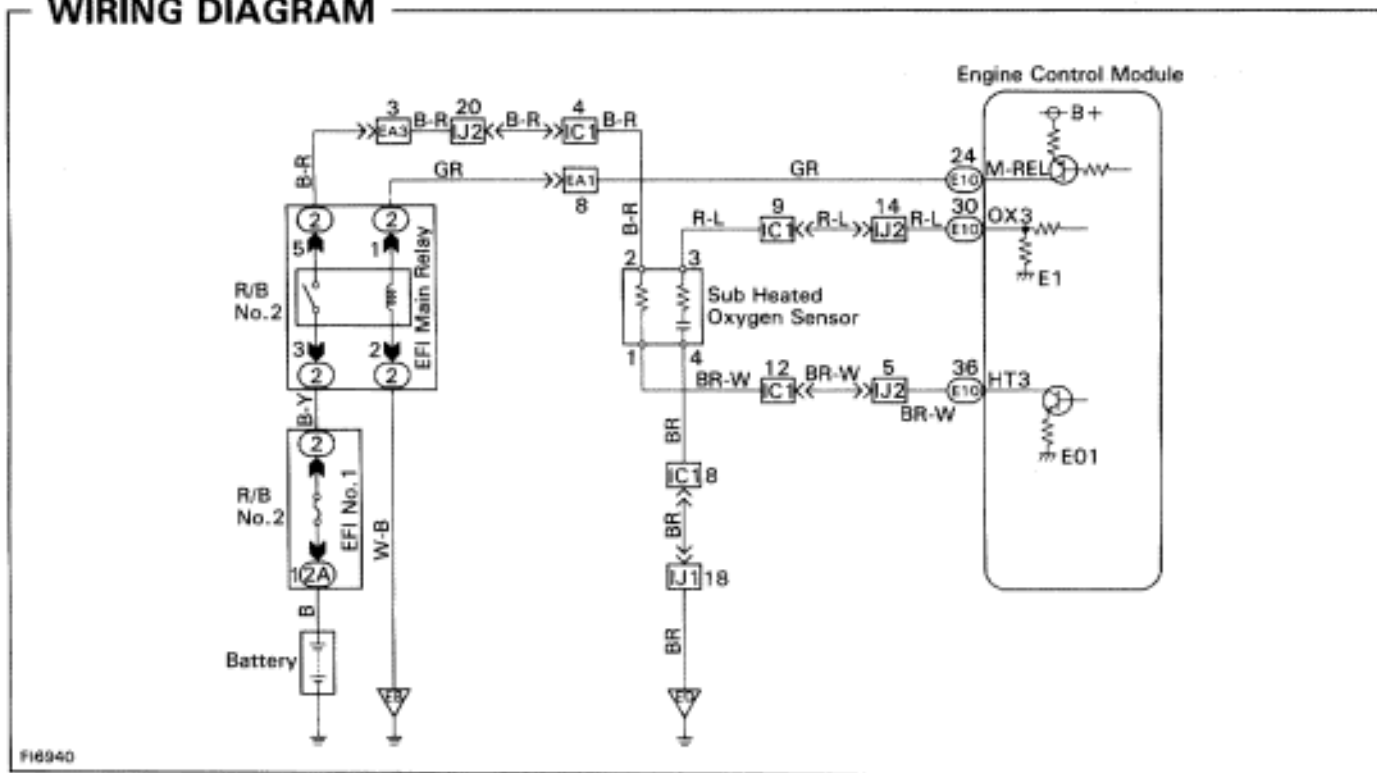 WIRING DIAGRAM
Engine Control Module
B+
3 20 4
B-R EA3 B-R IJ2 B-R IC1 B-R
GR EA1 GR 24 E10 M-REL
8
B-R
9 14 30
R-L IC1 R-L IJ2 R-L E10 OX3
E1
2 2
5 1
R/B
No.2
EFI Main Relay
3 2
2 2
2 3
Sub Heated
Oxygen Sensor
1 4
12 5 36
BR-W IC1 BR-W IJ2 BR-W E10 HT3
E01
B-Y
2
R/B
No.2
EFI No.1
1 2A
W-B
BR
IC1 8
BR
IJ1 18
BR
B
Battery
FI6940